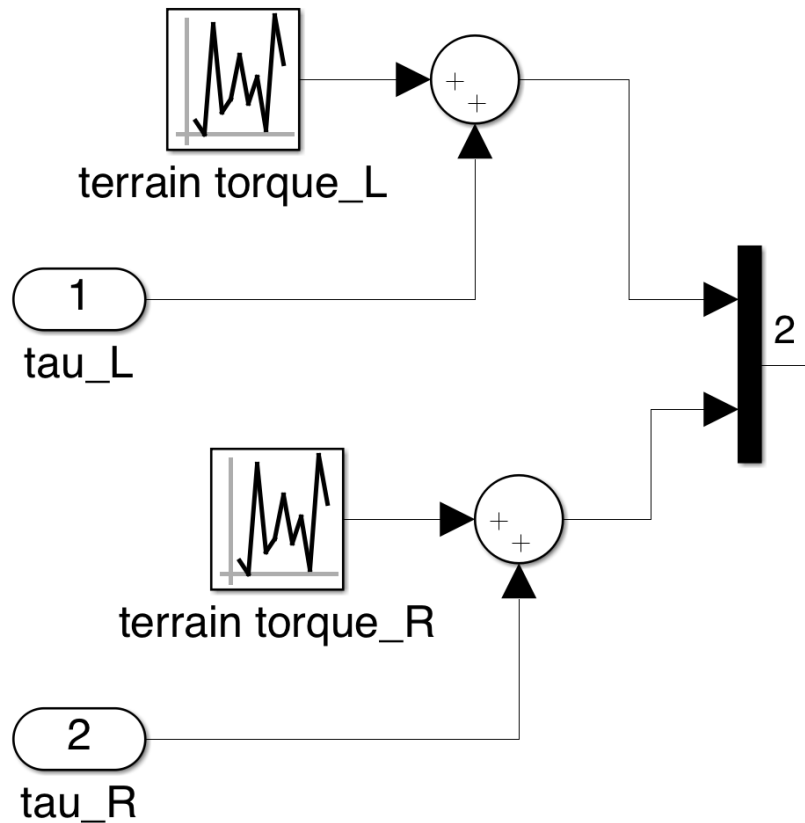 +
+
terrain torque_L
1
2
tau_L
+
+
terrain torque_R
2
tau_R